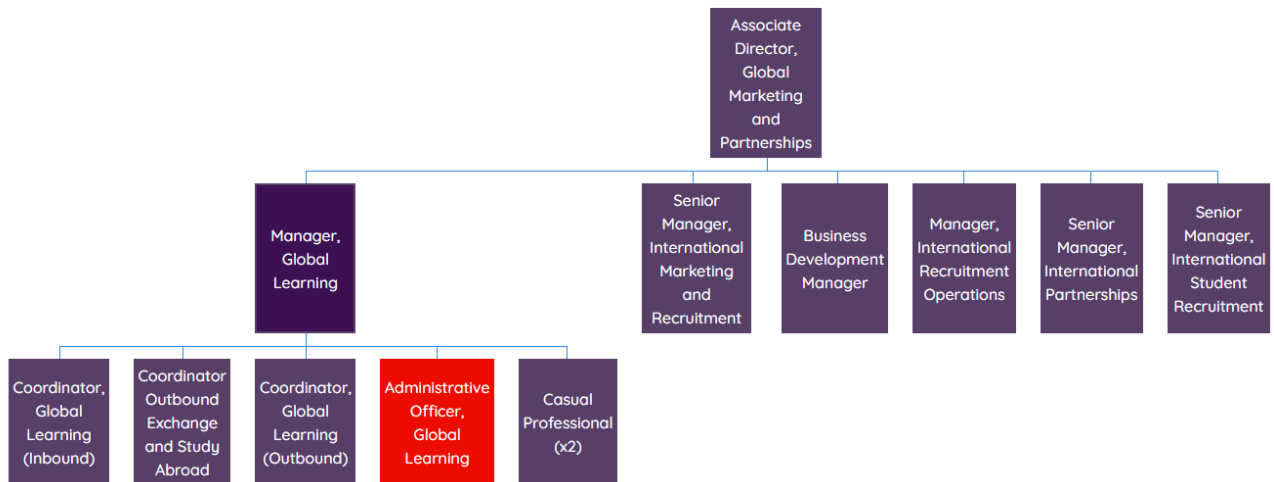 Associate
Director,
Global
Marketing
and
Partnerships
Manager,
Global
Learning
Senior
Manager,
International
Marketing
and
Recruitment
Business
Development
Manager
Manager,
International
Recruitment
Operations
Senior
Manager,
International
Partnerships
Senior
Manager,
International
Student
Recruitment
Coordinator,
Global
Learning
(Inbound)
Coordinator
Outbound
Exchange
and Study
Abroad
Coordinator,
Global
Learning
(Outbound)
Administrative
Officer,
Global
Learning
Casual
Professional
(x2)